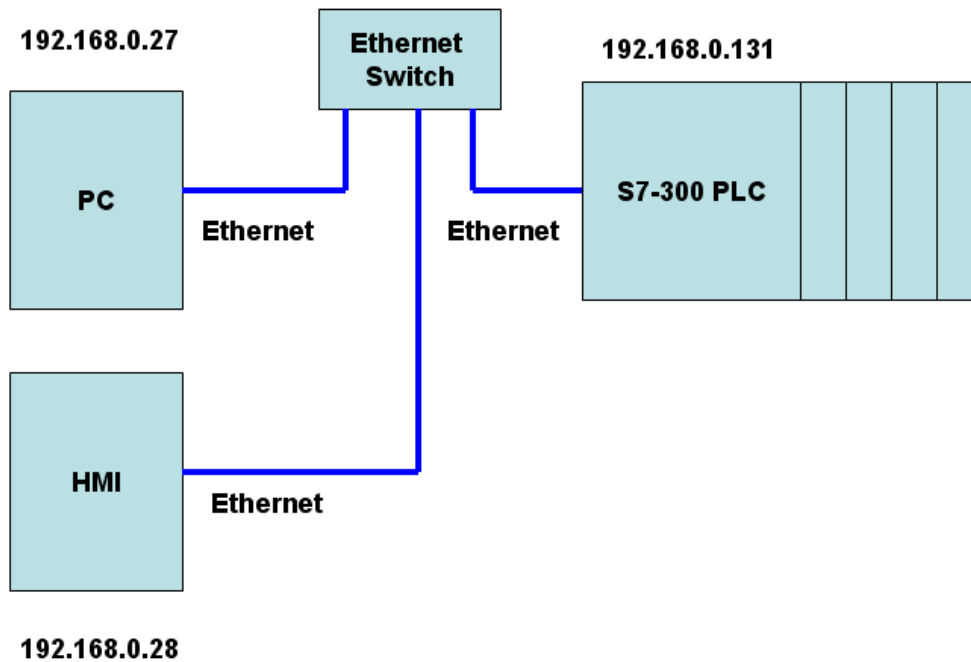 192.168.0.27
Ethernet
Switch
192.168.0.131
PC
S7-300 PLC
Ethernet
Ethernet
HMI
Ethernet
192.168.0.28